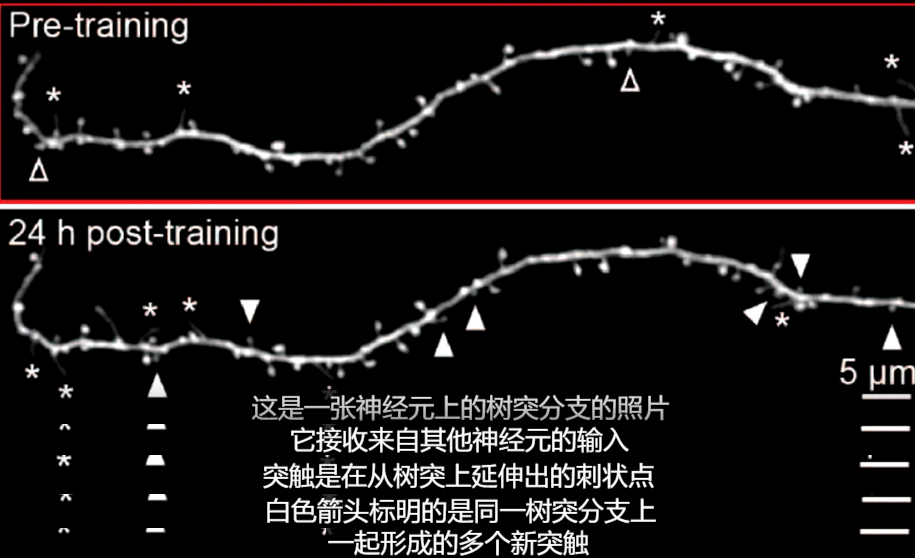 Pre-training
24 h post-training
5 μm
这是一张神经元上的树突分支的照片
它接收来自其他神经元的输入
突触是在从树突上延伸出的刺状点
白色箭头标明的是同一树突分支上
一起形成的多个新突触